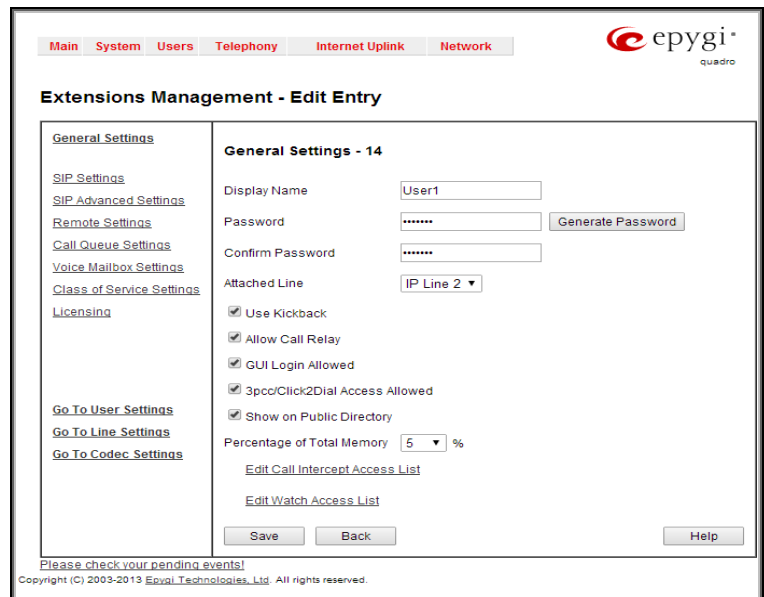 Main System Users Telephony Internet Uplink Network
epygi
quadro
Extensions Management - Edit Entry
General Settings
SIP Settings
SIP Advanced Settings
Remote Settings
Call Queue Settings
Voice Mailbox Settings
Class of Service Settings
Licensing
Go To User Settings
Go To Line Settings
Go To Codec Settings
General Settings - 14
Display Name User1
Password ••••••• Generate Password
Confirm Password •••••••
Attached Line IP Line 2
Use Kickback
Allow Call Relay
GUI Login Allowed
3pcc/Click2Dial Access Allowed
Show on Public Directory
Percentage of Total Memory 5 %
Edit Call Intercept Access List
Edit Watch Access List
Save Back Help
Please check your pending events!
Copyright (C) 2003-2013 Epygi Technologies, Ltd. All rights reserved.